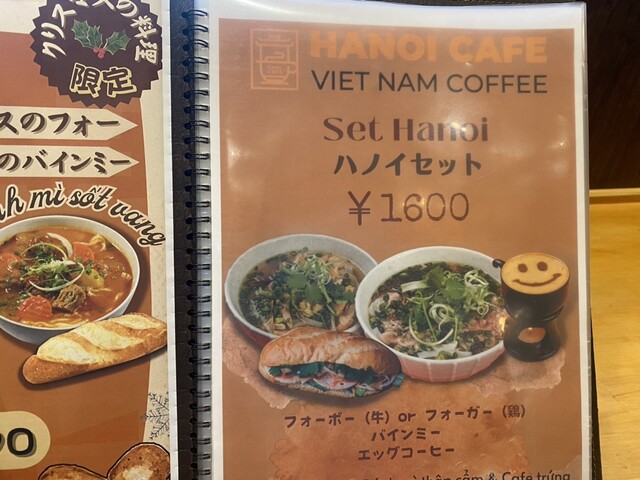 クリスマスの料理
限定
スのフォー
のバインミー
nh mì sốt vang
HANOI CAFE
VIET NAM COFFEE
Set Hanoi
ハノイセット
￥1600
フォーボー（牛）or フォーガー（鶏）
バインミー
エッグコーヒー
thập cẩm & Cafe trứng